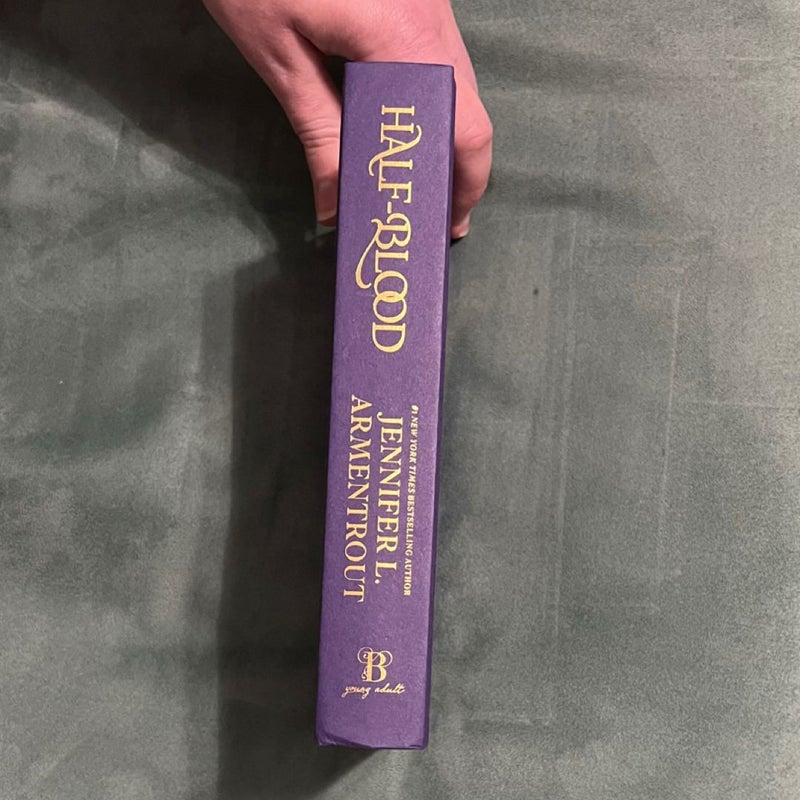 HALF-BLOOD
#1 NEW YORK TIMES BESTSELLING AUTHOR
JENNIFER L.
ARMENTROUT
B
young adult